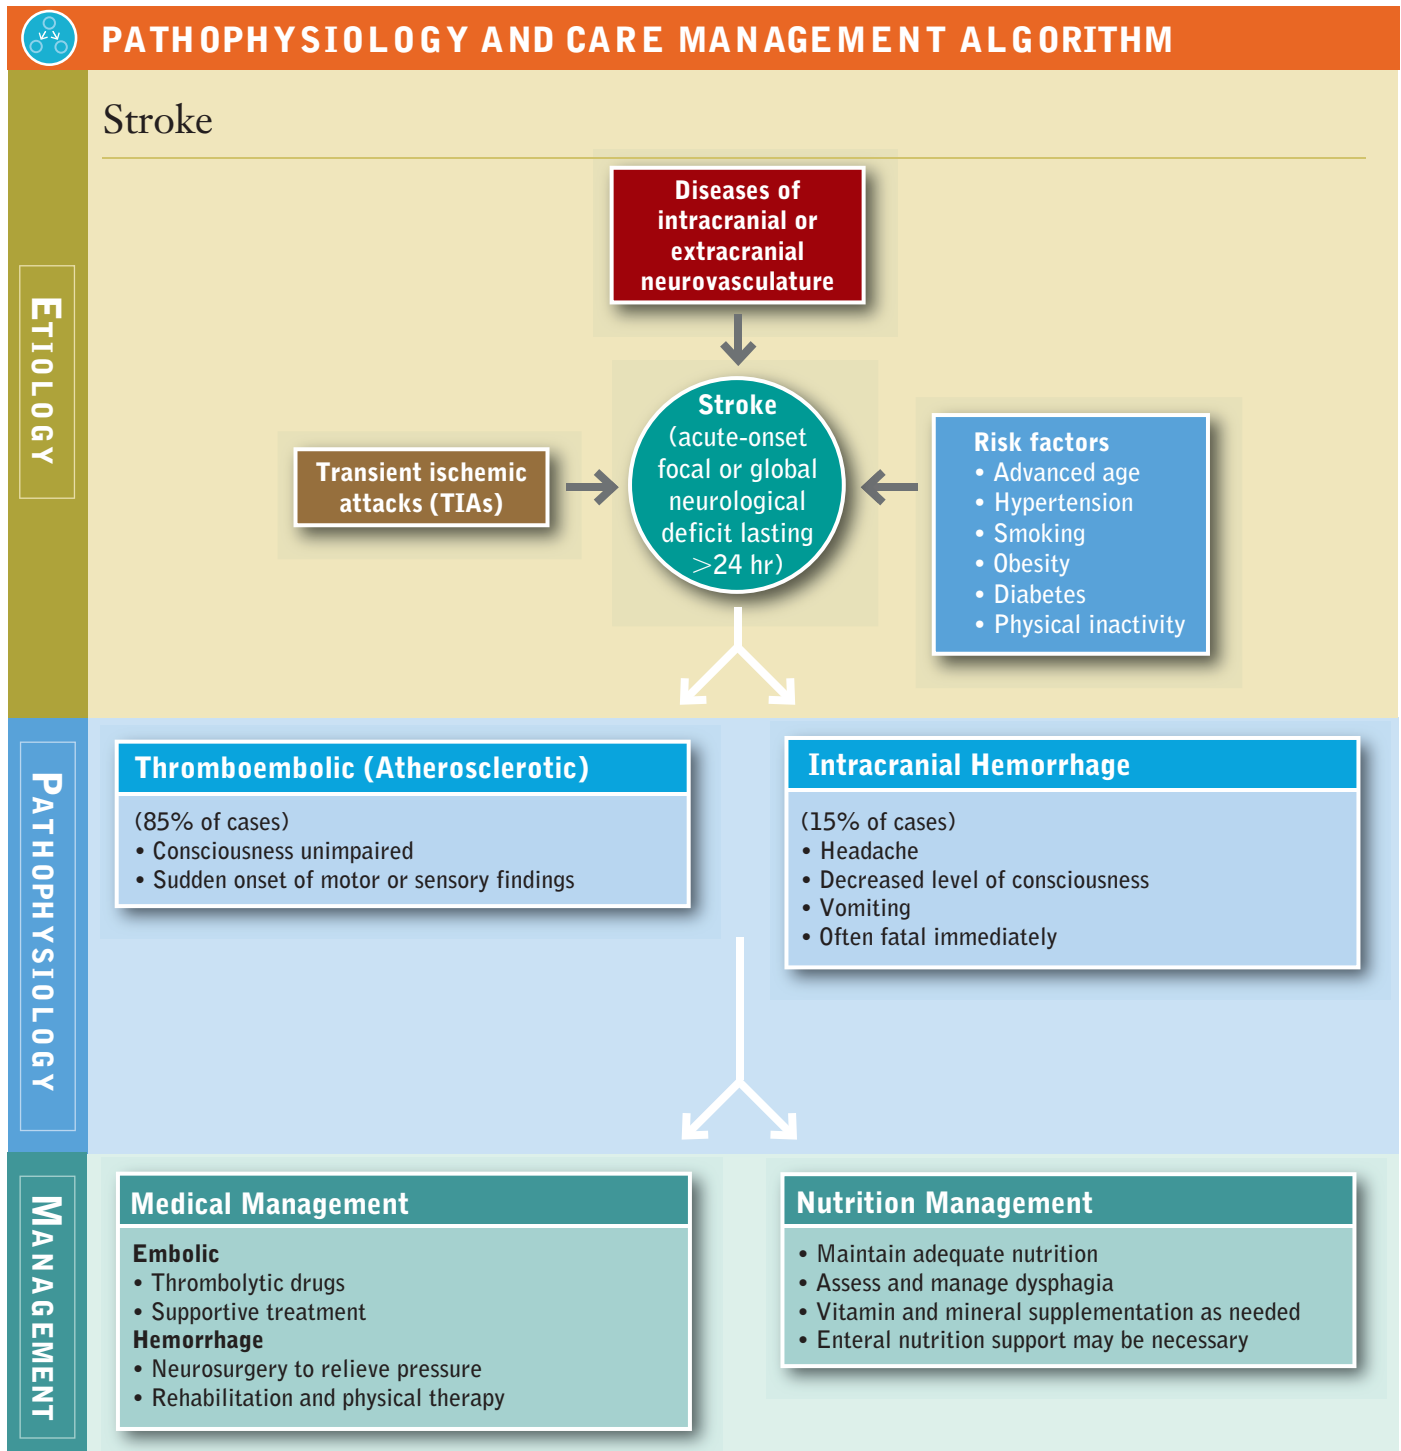 PATHOPHYSIOLOGY AND CARE MANAGEMENT ALGORITHM
Stroke
ETIOLOGY
Diseases of
intracranial or
extracranial
neurovasculature
Transient ischemic
attacks (TIAs)
Stroke
(acute-onset
focal or global
neurological
deficit lasting
>24 hr)
Risk factors
• Advanced age
• Hypertension
• Smoking
• Obesity
• Diabetes
• Physical inactivity
PATHOPHYSIOLOGY
Thromboembolic (Atherosclerotic)
(85% of cases)
• Consciousness unimpaired
• Sudden onset of motor or sensory findings
Intracranial Hemorrhage
(15% of cases)
• Headache
• Decreased level of consciousness
• Vomiting
• Often fatal immediately
MANAGEMENT
Medical Management
Embolic
• Thrombolytic drugs
• Supportive treatment
Hemorrhage
• Neurosurgery to relieve pressure
• Rehabilitation and physical therapy
Nutrition Management
• Maintain adequate nutrition
• Assess and manage dysphagia
• Vitamin and mineral supplementation as needed
• Enteral nutrition support may be necessary